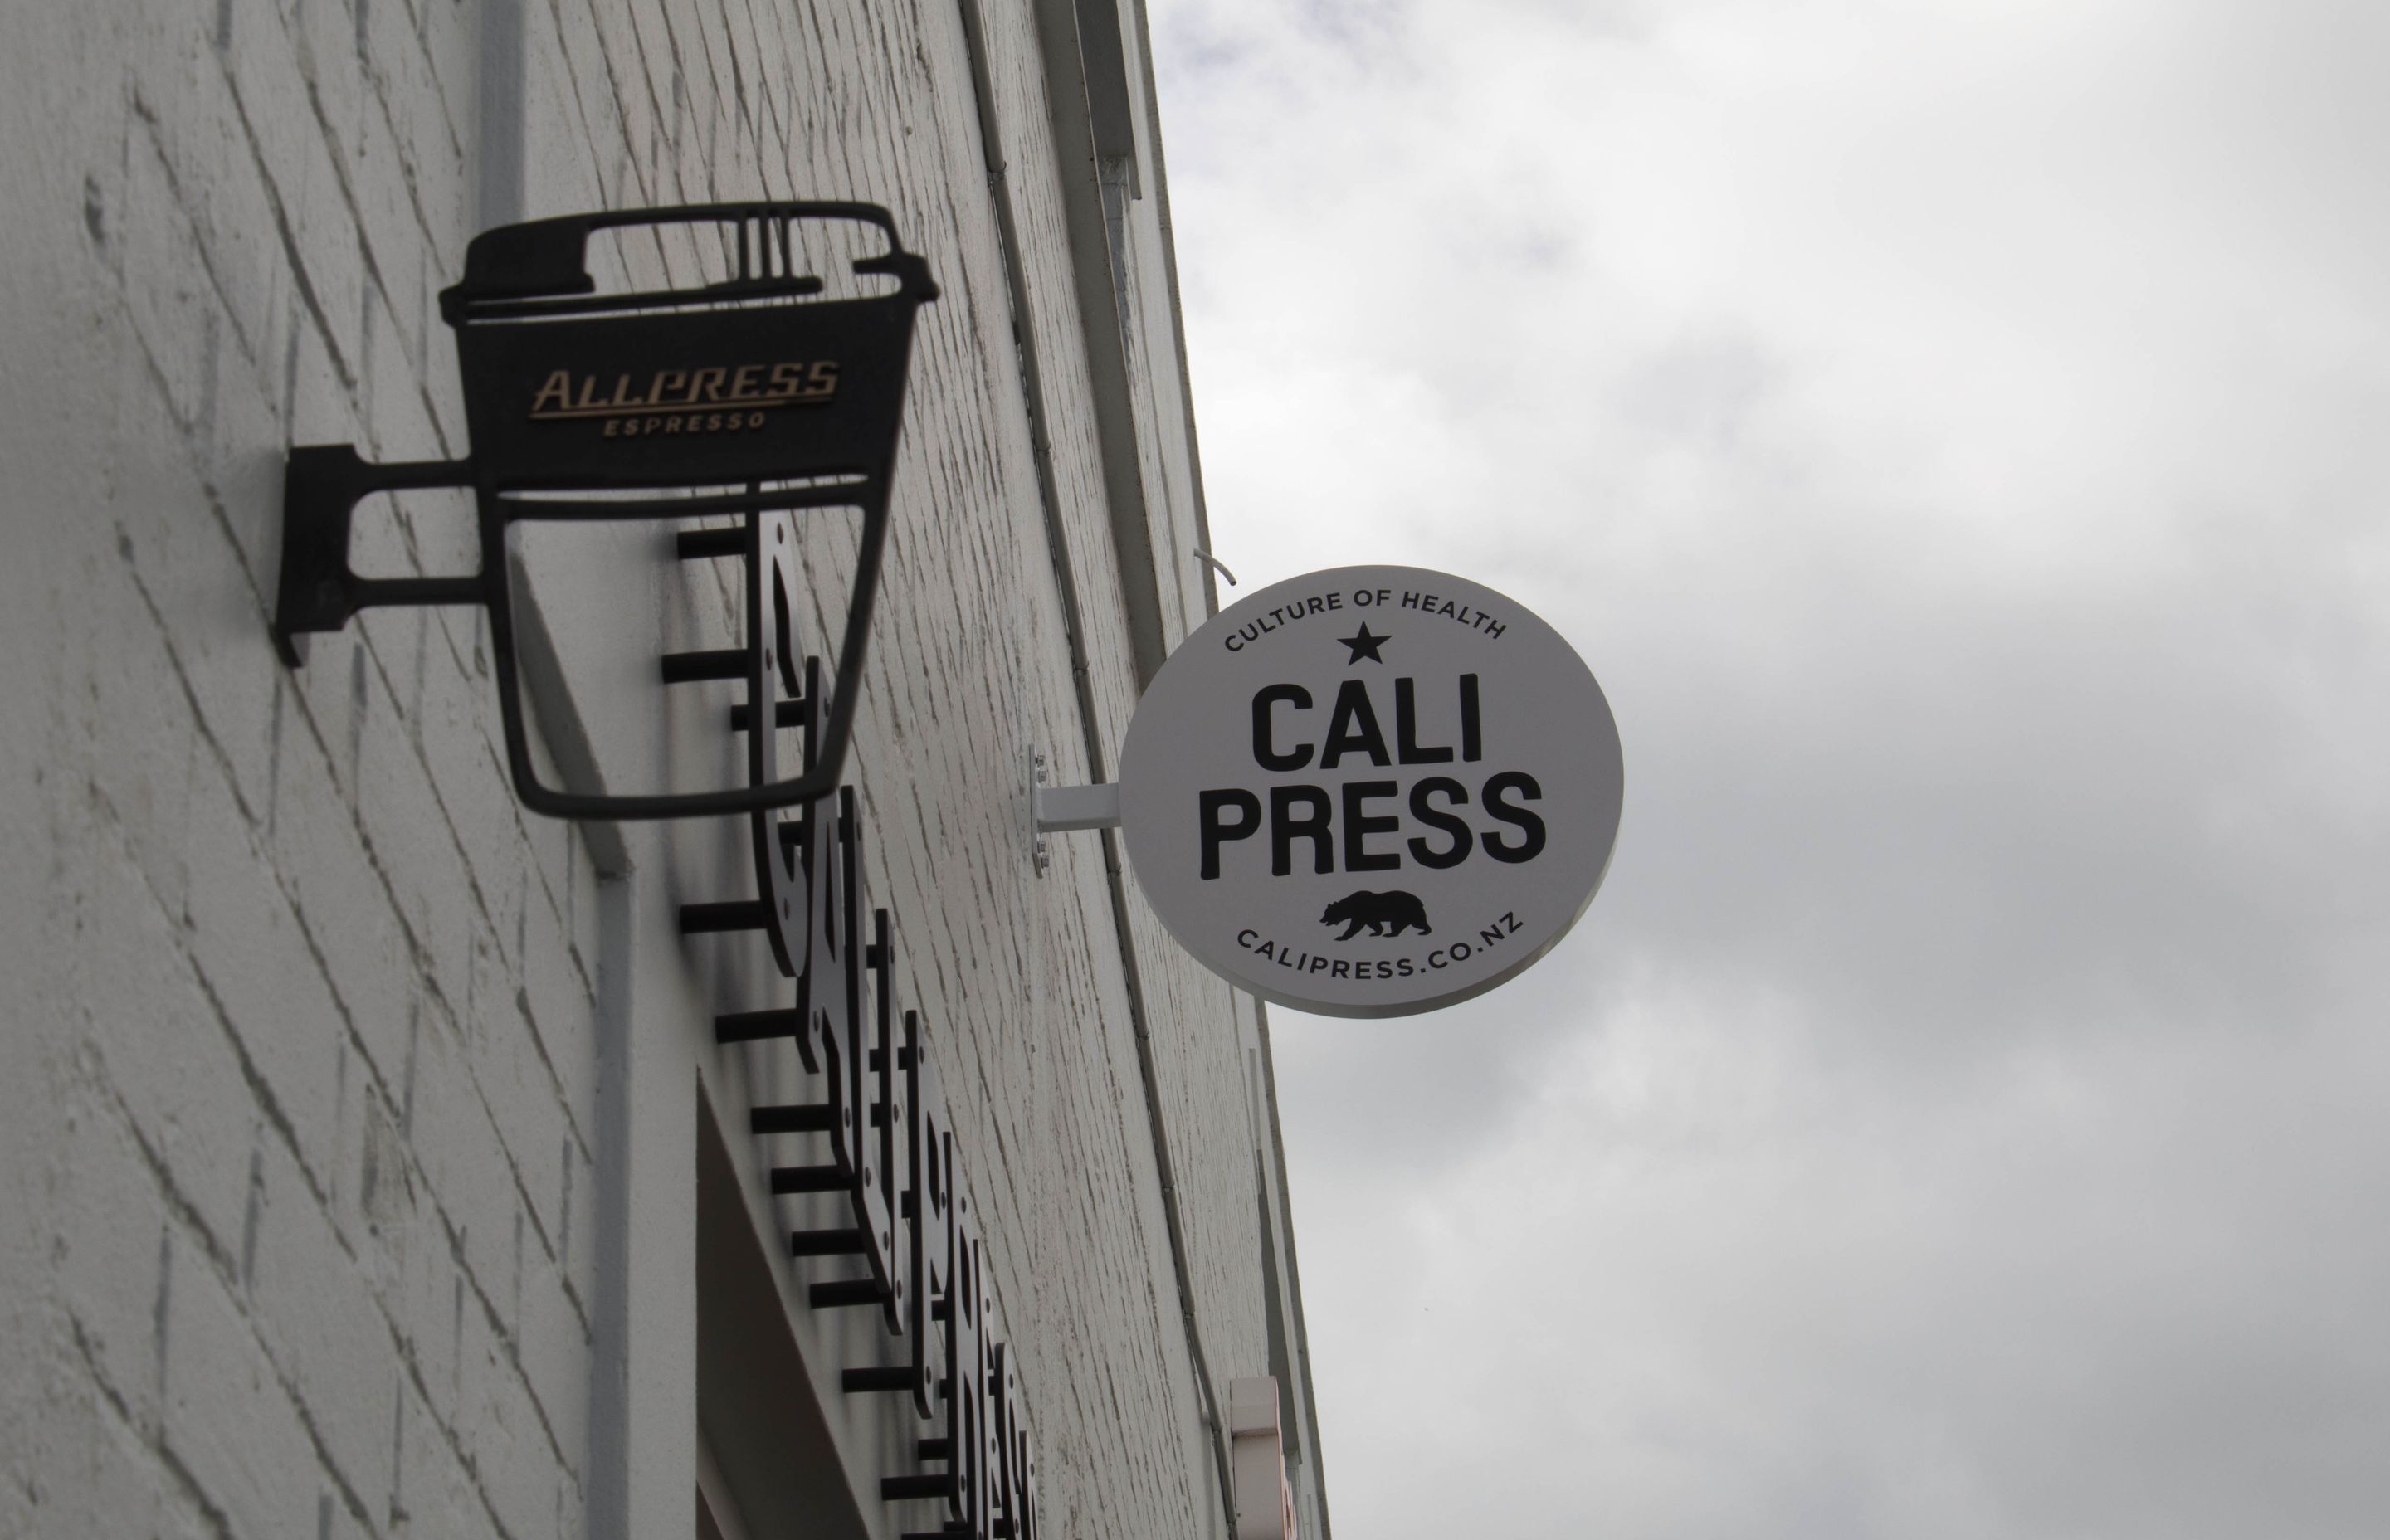 ALLPRESS
ESPRESSO
CULTURE OF HEALTH
CALI
PRESS
CALIPRESS.CO.NZ